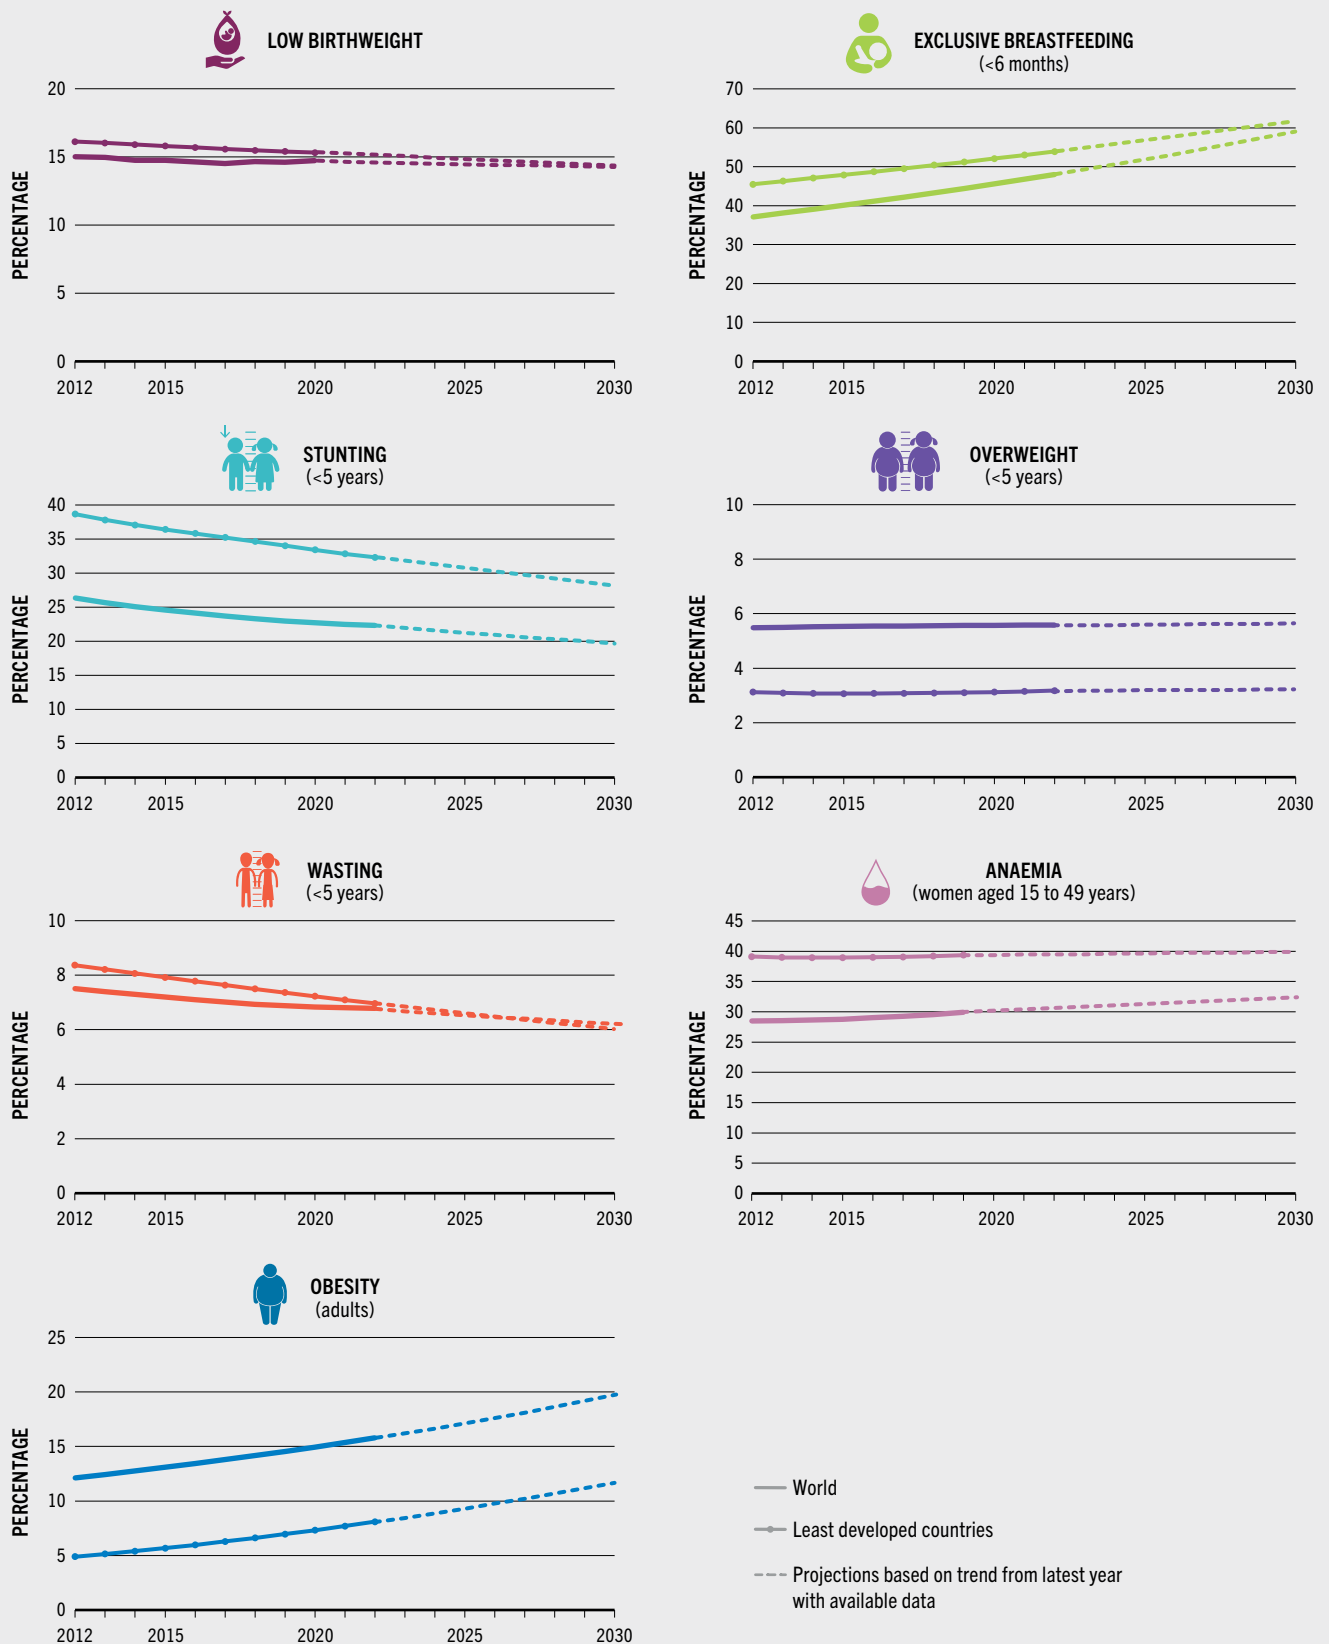 LOW BIRTHWEIGHT
PERCENTAGE
20
15
10
5
0
2012 2015 2020 2025 2030
EXCLUSIVE BREASTFEEDING
(<6 months)
PERCENTAGE
70
60
50
40
30
20
10
0
2012 2015 2020 2025 2030
STUNTING
(<5 years)
PERCENTAGE
40
35
30
25
20
15
10
5
0
2012 2015 2020 2025 2030
OVERWEIGHT
(<5 years)
PERCENTAGE
10
8
6
4
2
0
2012 2015 2020 2025 2030
WASTING
(<5 years)
PERCENTAGE
10
8
6
4
2
0
2012 2015 2020 2025 2030
ANAEMIA
(women aged 15 to 49 years)
PERCENTAGE
45
40
35
30
25
20
15
10
5
0
2012 2015 2020 2025 2030
OBESITY
(adults)
PERCENTAGE
25
20
15
10
5
0
2012 2015 2020 2025 2030
World
Least developed countries
Projections based on trend from latest year
with available data